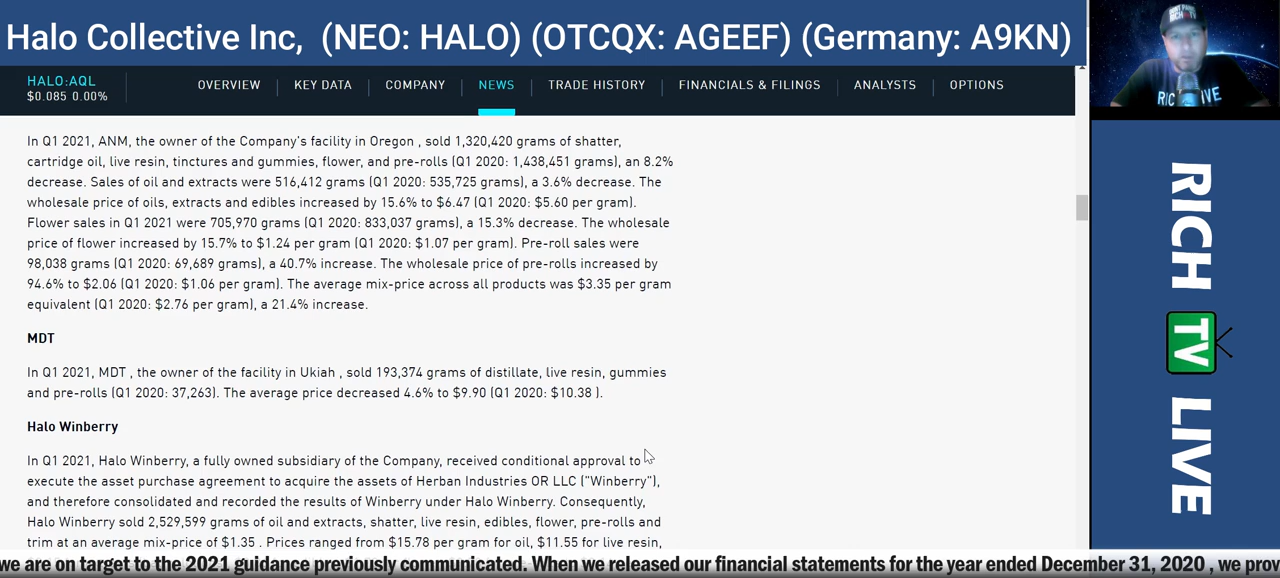 Halo Collective Inc, (NEO: HALO) (OTCQX: AGEEF) (Germany: A9KN)
HALO:AQL
$0.085 0.00%
OVERVIEW
KEY DATA
COMPANY
NEWS
TRADE HISTORY
FINANCIALS & FILINGS
ANALYSTS
OPTIONS
In Q1 2021, ANM, the owner of the Company's facility in Oregon , sold 1,320,420 grams of shatter,
cartridge oil, live resin, tinctures and gummies, flower, and pre-rolls (Q1 2020: 1,438,451 grams), an 8.2%
decrease. Sales of oil and extracts were 516,412 grams (Q1 2020: 535,725 grams), a 3.6% decrease. The
wholesale price of oils, extracts and edibles increased by 15.6% to $6.47 (Q1 2020: $5.60 per gram).
Flower sales in Q1 2021 were 705,970 grams (Q1 2020: 833,037 grams), a 15.3% decrease. The wholesale
price of flower increased by 15.7% to $1.24 per gram (Q1 2020: $1.07 per gram). Pre-roll sales were
98,038 grams (Q1 2020: 69,689 grams), a 40.7% increase. The wholesale price of pre-rolls increased by
94.6% to $2.06 (Q1 2020: $1.06 per gram). The average mix-price across all products was $3.35 per gram
equivalent (Q1 2020: $2.76 per gram), a 21.4% increase.
MDT
In Q1 2021, MDT , the owner of the facility in Ukiah , sold 193,374 grams of distillate, live resin, gummies
and pre-rolls (Q1 2020: 37,263). The average price decreased 4.6% to $9.90 (Q1 2020: $10.38 ).
Halo Winberry
In Q1 2021, Halo Winberry, a fully owned subsidiary of the Company, received conditional approval to
execute the asset purchase agreement to acquire the assets of Herban Industries OR LLC ("Winberry"),
and therefore consolidated and recorded the results of Winberry under Halo Winberry. Consequently,
Halo Winberry sold 2,529,599 grams of oil and extracts, shatter, live resin, edibles, flower, pre-rolls and
trim at an average mix-price of $1.35 . Prices ranged from $15.78 per gram for oil, $11.55 for live resin,
we are on target to the 2021 guidance previously communicated. When we released our financial statements for the year ended December 31, 2020 , we prov
RICH TV LIVE